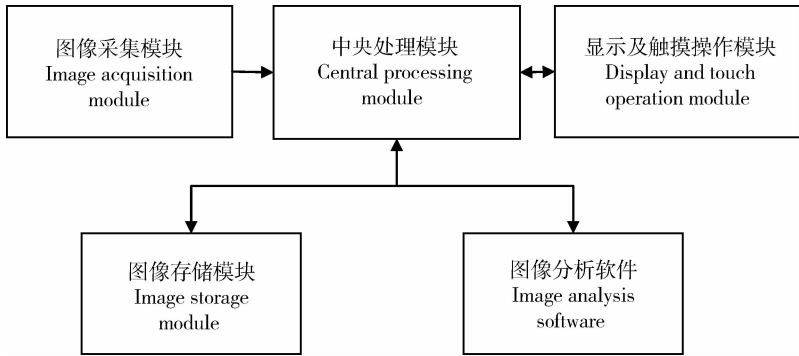 图像采集模块
Image acquisition
module
中央处理模块
Central processing
module
显示及触摸操作模块
Display and touch
operation module
图像存储模块
Image storage
module
图像分析软件
Image analysis
software